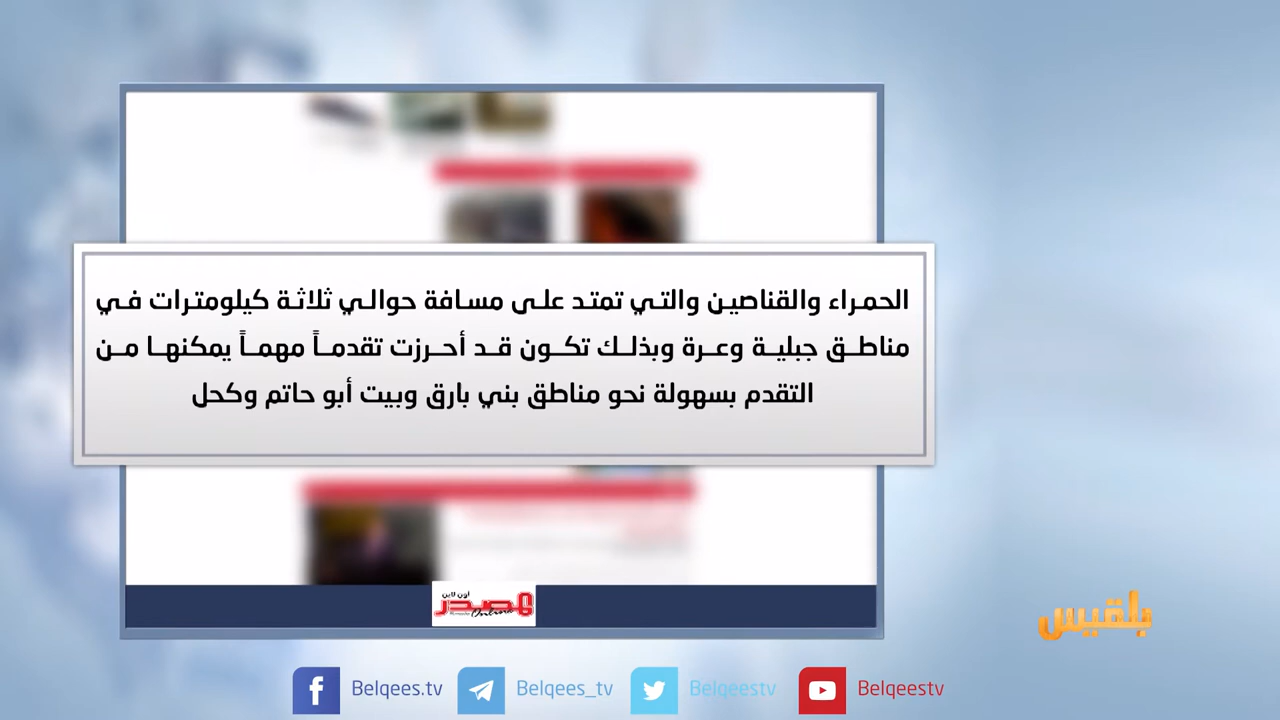 الحمراء والقناصين والتي تمتد على مسافة حوالي ثلاثة كيلومترات في
مناطق جبلية وعرة وبذلك تكون قد أحرزت تقدماً مهماً يمكنها من
التقدم بسهولة نحو مناطق بني بارق وبيت أبو حاتم وكحل
أون لاين
المصدر
Online
بلقيس
Belqees.tv
Belqees_tv
Belqeestv
Belqeestv